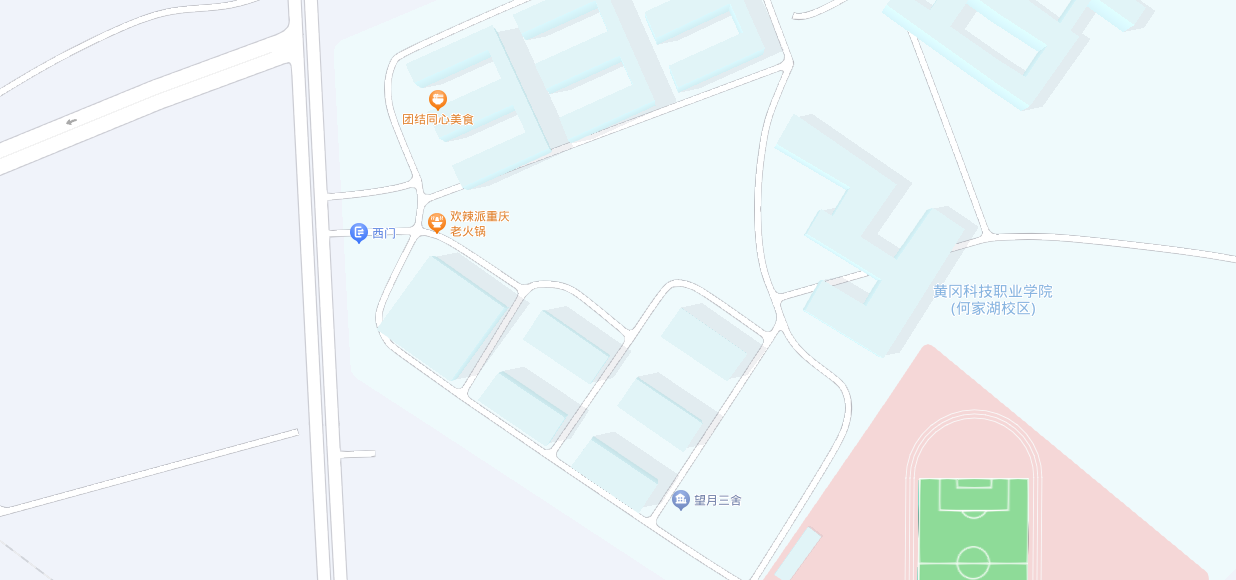 团结同心美食
欢辣派重庆
老火锅
西门
黄冈科技职业学院
(何家湖校区)
望月三舍